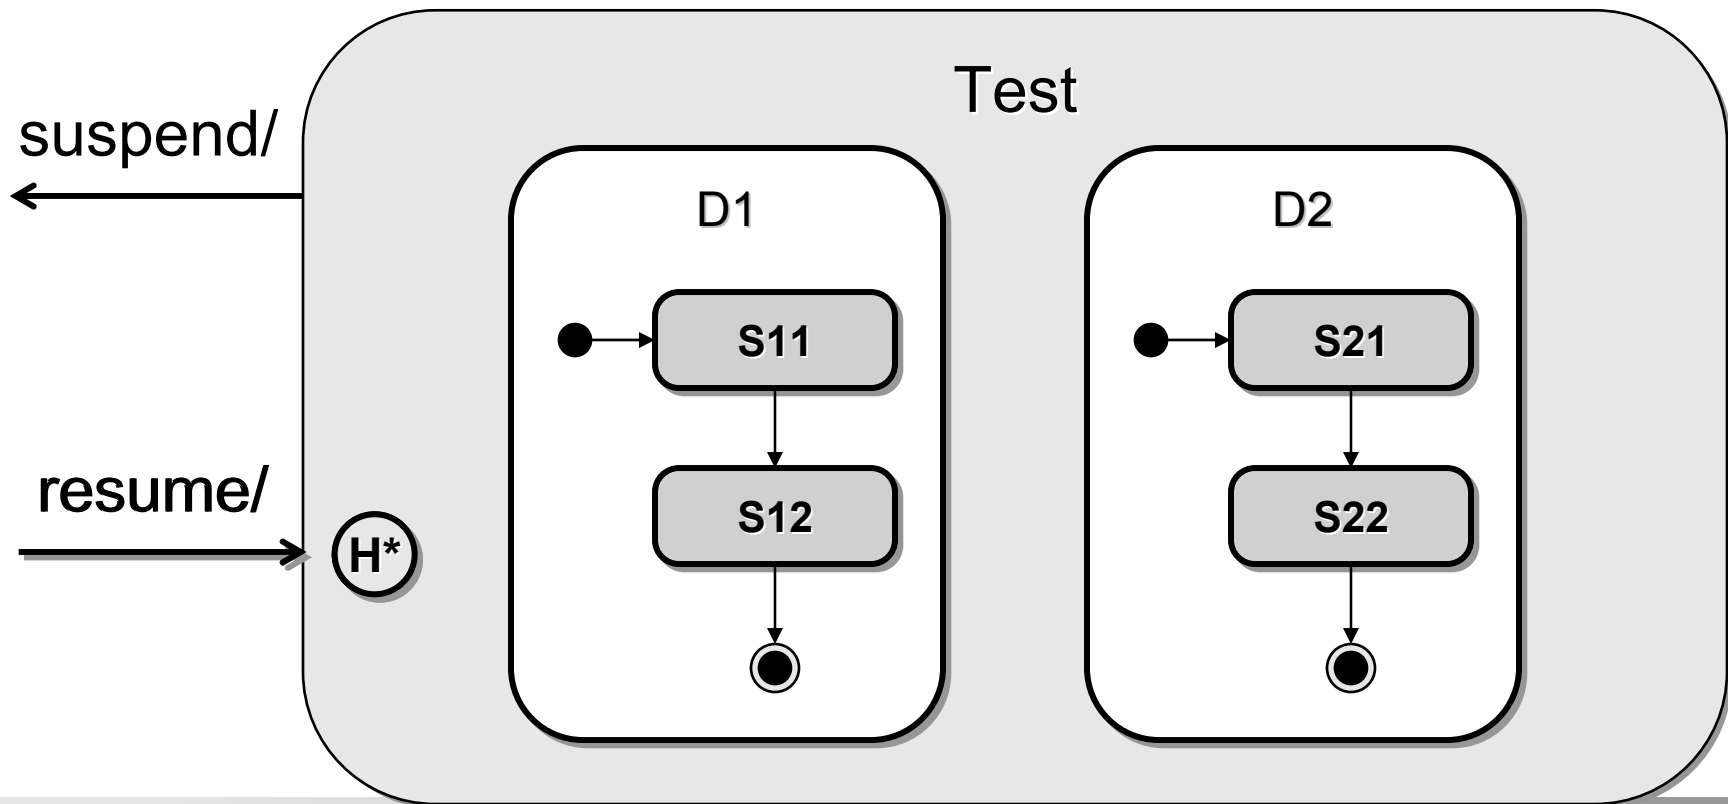 Test
suspend/
D1
D2
S11
S21
resume/
S12
S22
H*